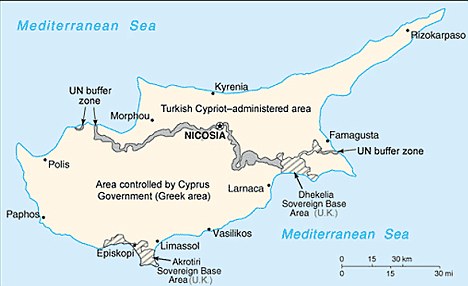 Mediterranean Sea
Rizokarpaso
Kyrenia
UN buffer
zone
Morphou
Turkish Cypriot–administered area
NICOSIA
Famagusta
UN buffer zone
Polis
Area controlled by Cyprus
Government (Greek area)
Larnaca
Dhekelia
Sovereign Base
Area (U.K.)
Paphos
Vasilikos
Mediterranean Sea
Episkopi
Limassol
Akrotiri
Sovereign Base
Area (U.K.)
0 15 30 km
0 15 30 mi